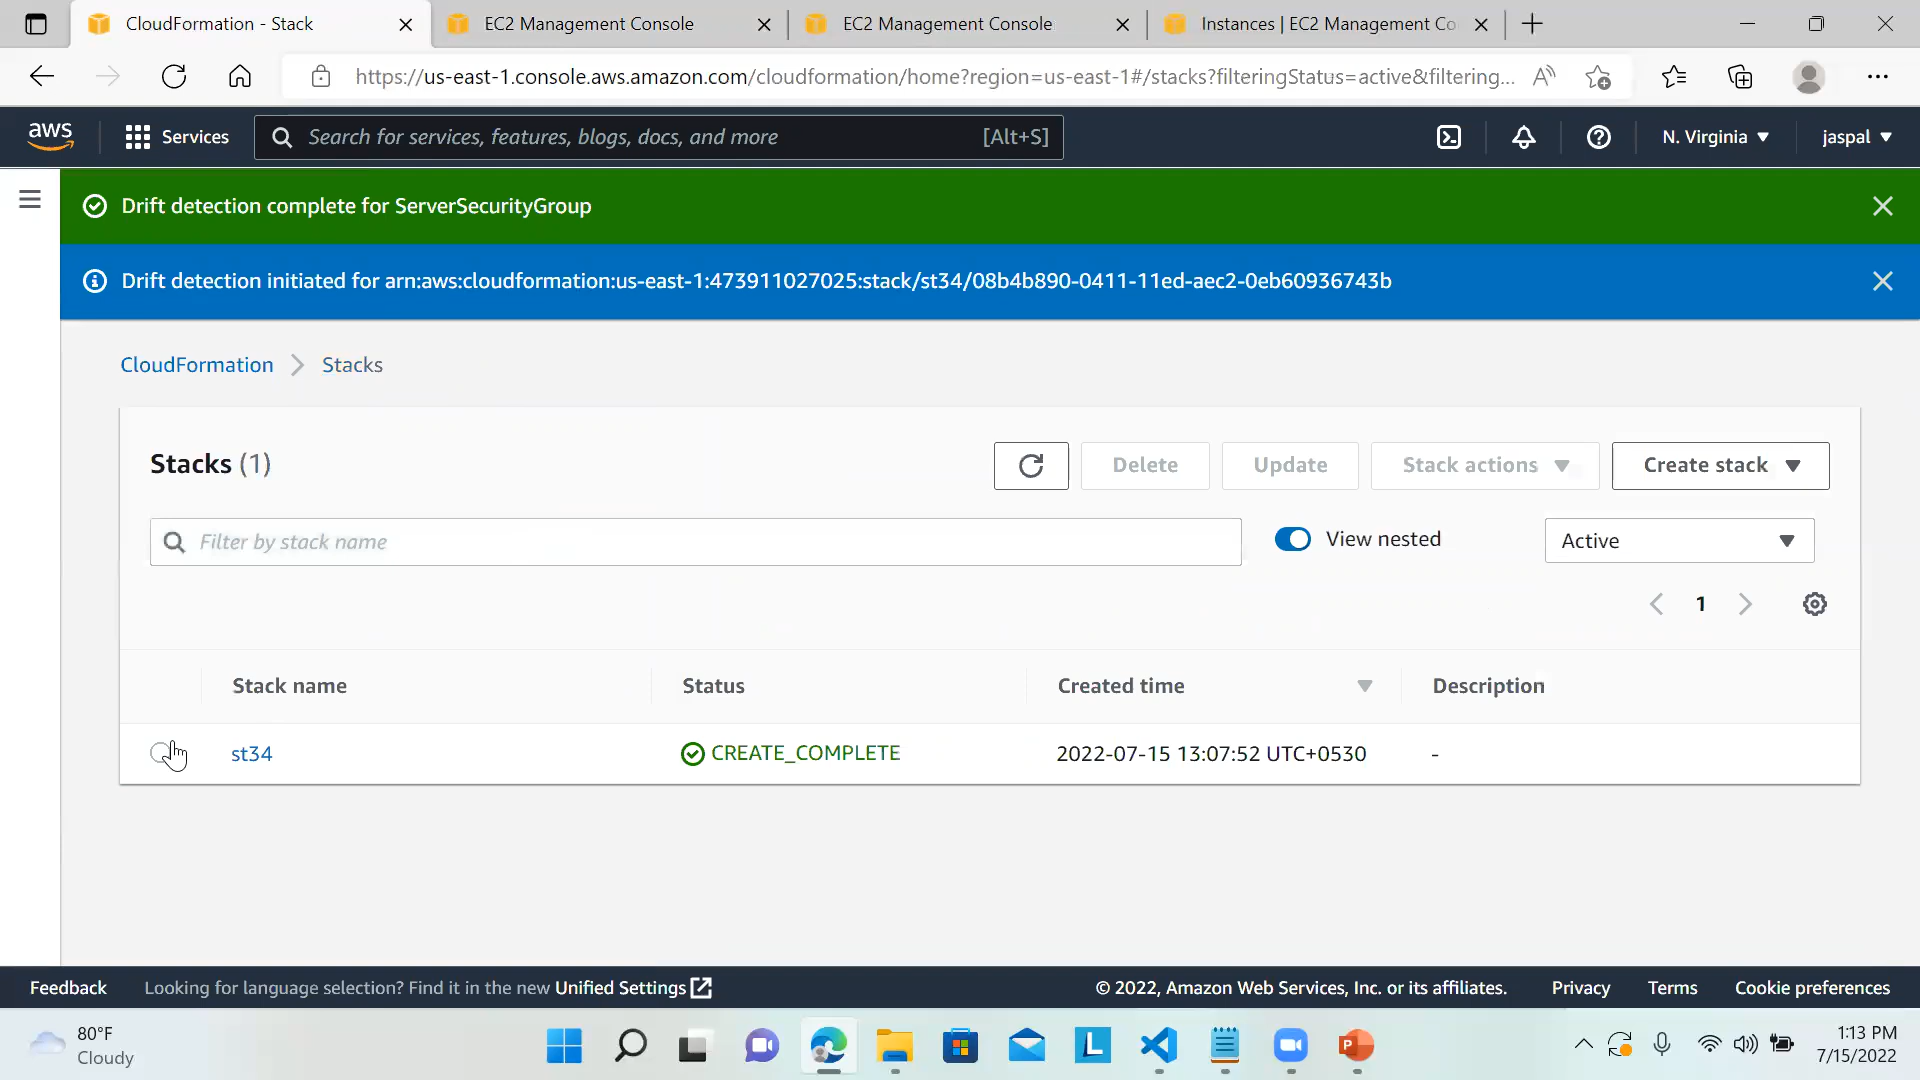 CloudFormation - Stack
EC2 Management Console
EC2 Management Console
Instances | EC2 Management Co
https://us-east-1.console.aws.amazon.com/cloudformation/home?region=us-east-1#/stacks?filteringStatus=active&filtering...
aws
Services
Search for services, features, blogs, docs, and more
[Alt+S]
N. Virginia
jaspal
Drift detection complete for ServerSecurityGroup
Drift detection initiated for arn:aws:cloudformation:us-east-1:473911027025:stack/st34/08b4b890-0411-11ed-aec2-0eb60936743b
CloudFormation
Stacks
Stacks (1)
Delete
Update
Stack actions
Create stack
Filter by stack name
View nested
Active
1
Stack name
Status
Created time
Description
st34
CREATE_COMPLETE
2022-07-15 13:07:52 UTC+0530
-
Feedback
Looking for language selection? Find it in the new Unified Settings
© 2022, Amazon Web Services, Inc. or its affiliates.
Privacy
Terms
Cookie preferences
80°F
Cloudy
1:13 PM
7/15/2022